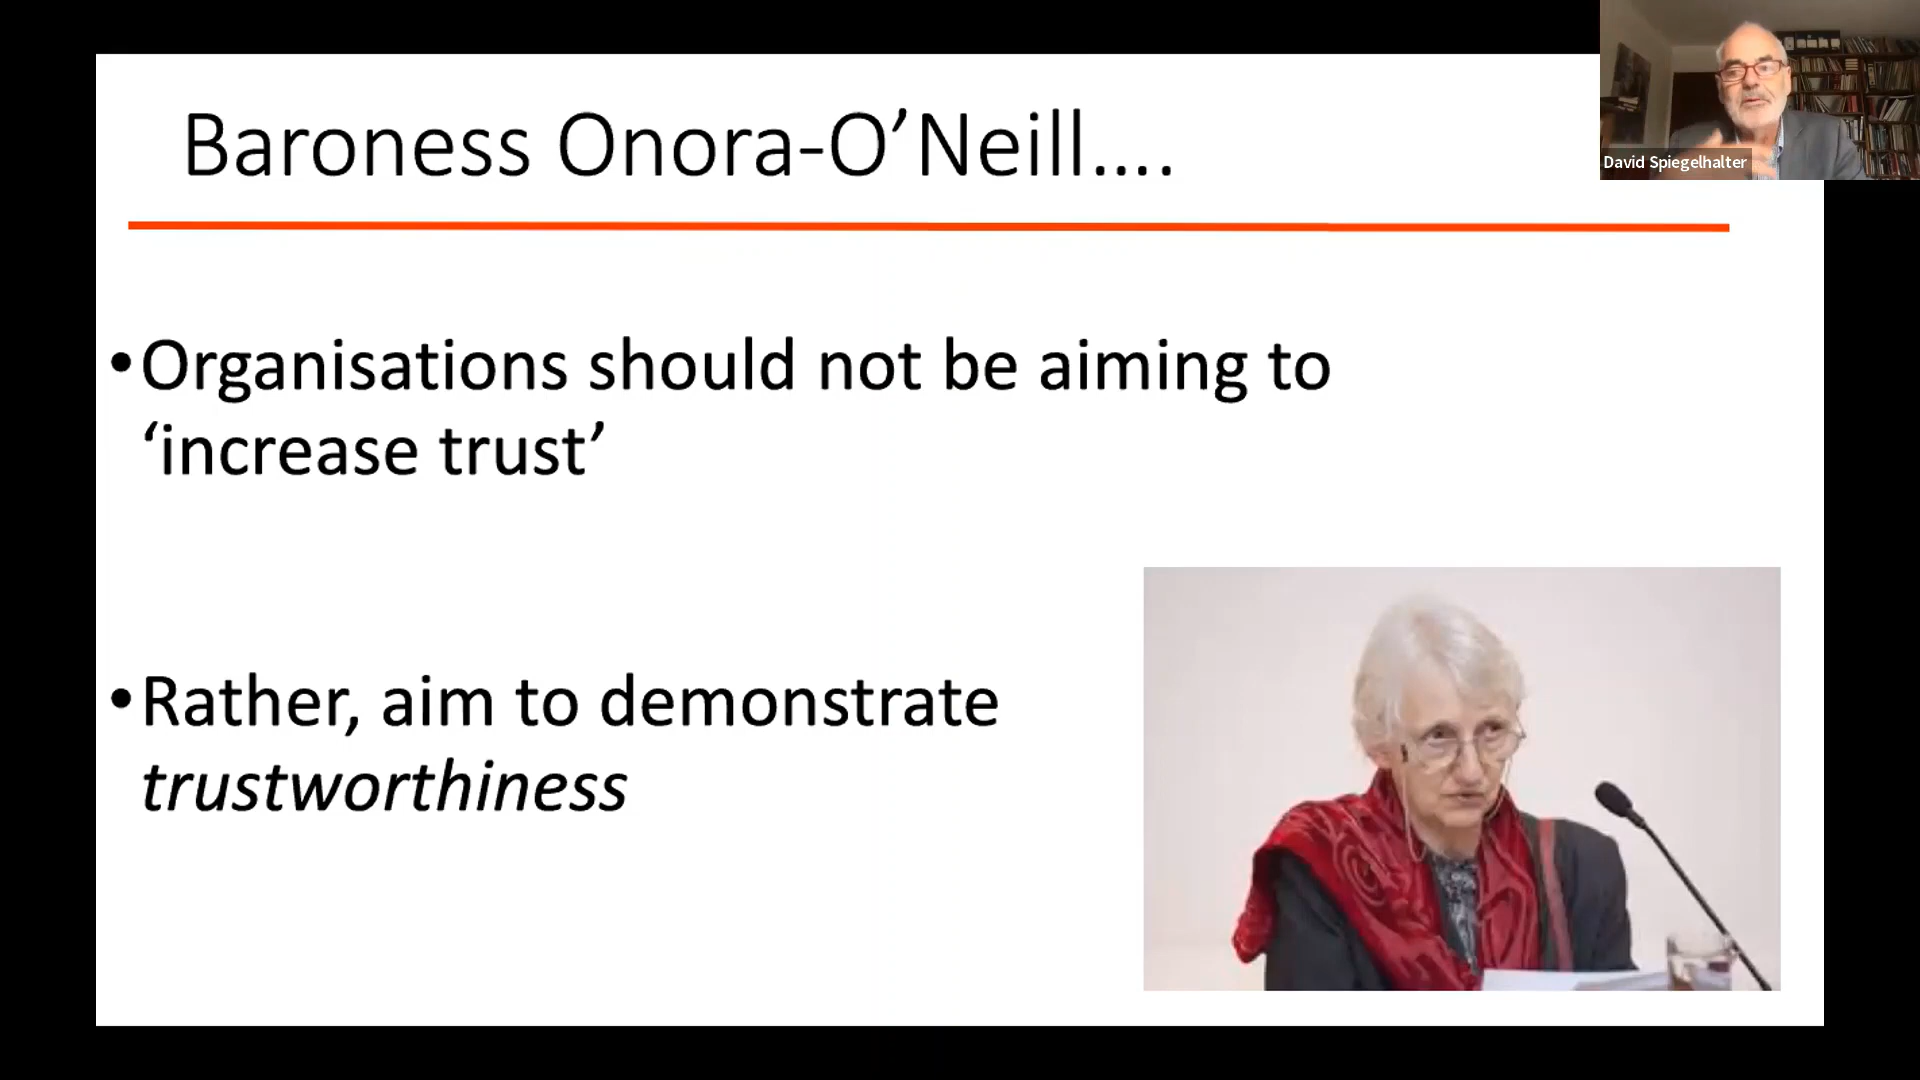 Baroness Onora-O’Neill….
David Spiegelhalter
•Organisations should not be aiming to
‘increase trust’
•Rather, aim to demonstrate
trustworthiness